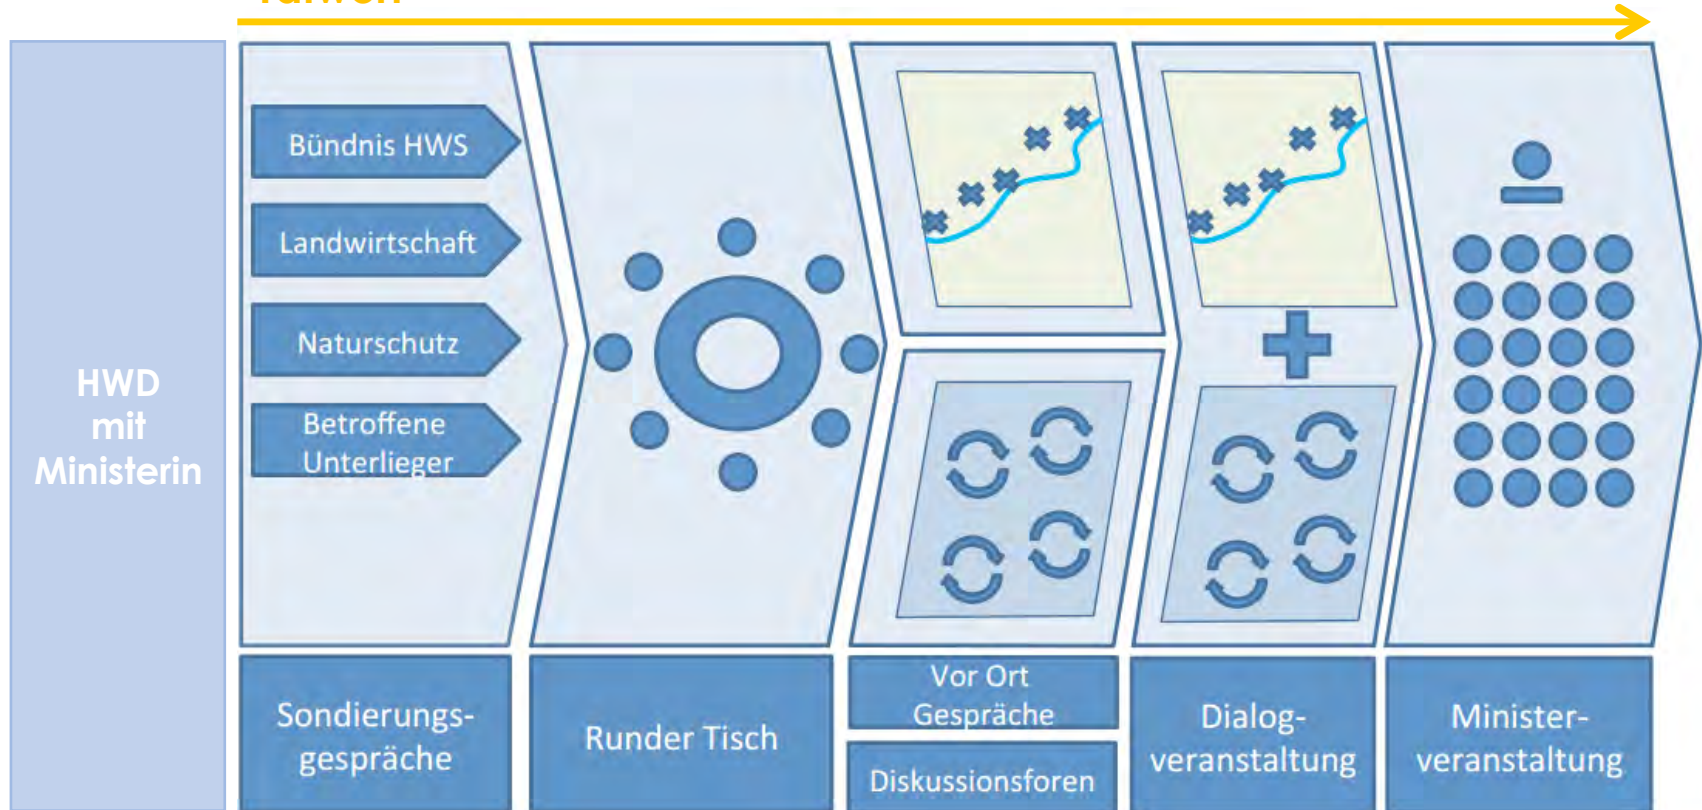 HWD
mit
Ministerin
Bündnis HWS
Landwirtschaft
Naturschutz
Betroffene
Unterlieger
Sondierungs-
gespräche
Runder Tisch
Vor Ort
Gespräche
Diskussionsforen
Dialog-
veranstaltung
Minister-
veranstaltung